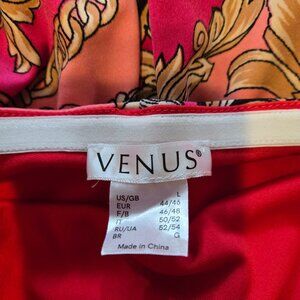 VENUS®
US/GB L
EUR 44/46
F/B 46/48
IT 50/52
RU/UA 52/54
BR G
Made in China